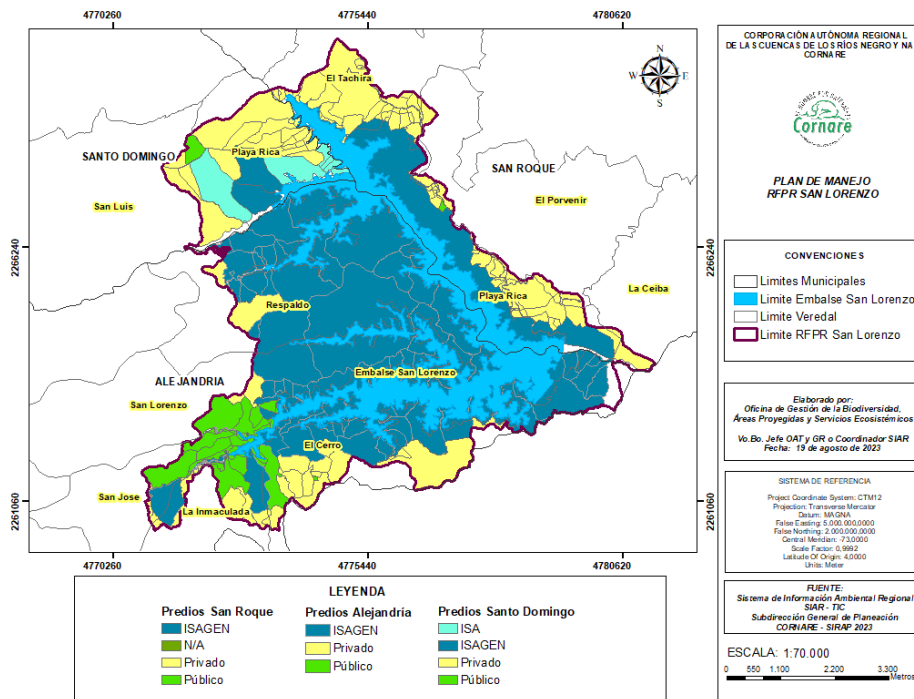 4770260
4775440
4780620
2266240
2266240
2261060
2261060
4770260
4775440
4780620
N
W
E
S
El Tachira
SANTO DOMINGO
Playa Rica
SAN ROQUE
San Luis
El Porvenir
La Ceiba
Respaldo
Playa Rica
ALEJANDRIA
Embalse San Lorenzo
San Lorenzo
El Cerro
San Jose
La Inmaculada
LEYENDA
Predios San Roque
ISAGEN
N/A
Privado
Público
Predios Alejandría
ISAGEN
Privado
Público
Predios Santo Domingo
ISA
ISAGEN
Privado
Público
CORPORACIÓN AUTÓNOMA REGIONAL
DE LAS CUENCAS DE LOS RÍOS NEGRO Y NA
CORNARE
Cornare
PLAN DE MANEJO
RFPR SAN LORENZO
CONVENCIONES
Limites Municipales
Limite Embalse San Lorenzo
Limite Veredal
Limite RFPR San Lorenzo
Elaborado por:
Oficina de Gestión de la Biodiversidad,
Áreas Proyegidas y Servicios Ecosistémicos
Vo.Bo. Jefe OAT y GR o Coordinador SIAR
Fecha: 19 de agosto de 2023
SISTEMA DE REFERENCIA
Project Coordinate System: CTM12
Projection: Transverse Mercator
Datum: MAGNA
False Easting: 5.000.000,0000
False Northing: 2.000.000,0000
Central Meridian: -73,0000
Scale Factor: 0,9992
Latitude Of Origin: 4,0000
Units: Meter
FUENTE:
Sistema de Información Ambiental Regional
SIAR - TIC
Subdirección General de Planeación
CORNARE - SIRAP 2023
ESCALA: 1:70.000
0 550 1.100 2.200 3.300
Metros